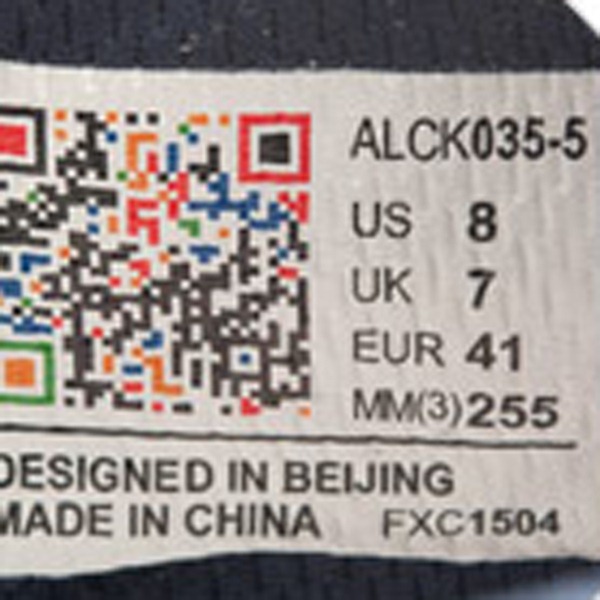 ALCK035-5
US 8
UK 7
EUR 41
MM(3) 255
DESIGNED IN BEIJING
MADE IN CHINA FXC1504